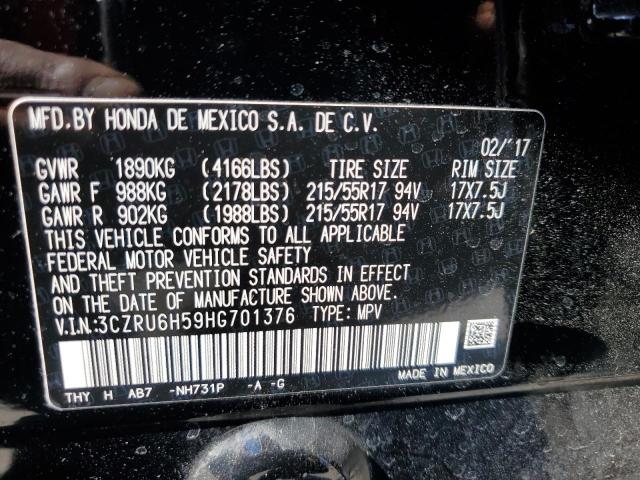 MFD.BY HONDA DE MEXICO S.A. DE C.V.
02/'17
GVWR 1890KG (4166LBS) TIRE SIZE RIM SIZE
GAWR F 988KG (2178LBS) 215/55R17 94V 17X7.5J
GAWR R 902KG (1988LBS) 215/55R17 94V 17X7.5J
THIS VEHICLE CONFORMS TO ALL APPLICABLE
FEDERAL MOTOR VEHICLE SAFETY
AND THEFT PREVENTION STANDARDS IN EFFECT
ON THE DATE OF MANUFACTURE SHOWN ABOVE.
V.I.N:3CZRU6H59HG701376 TYPE: MPV
THY H AB7 -NH731P -A -G
MADE IN MEXICO